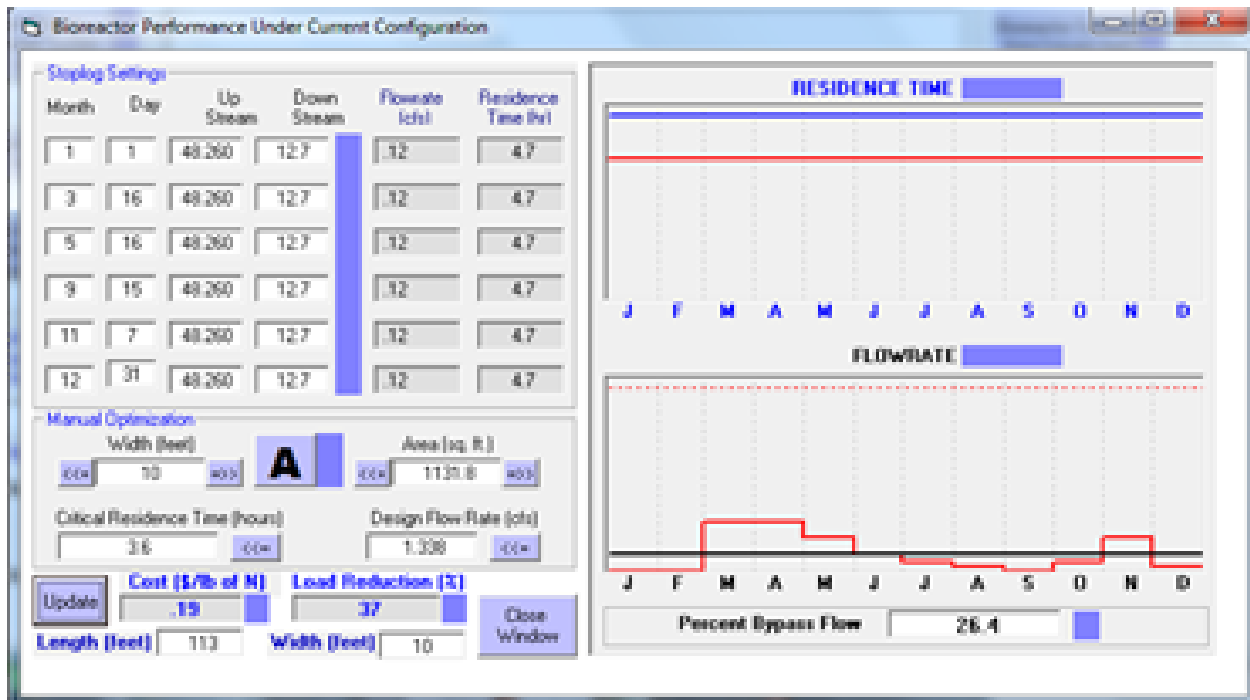 Bioreactor Performance Under Current Configuration
Stoplog Settings
Month Day Up Stream Down Stream Flowrate (cfs) Residence Time (hr)
1 1 48.260 12.7 .12 4.7
3 16 48.260 12.7 .12 4.7
5 16 48.260 12.7 .12 4.7
9 15 48.260 12.7 .12 4.7
11 7 48.260 12.7 .12 4.7
12 31 48.260 12.7 .12 4.7
Manual Optimization
Width (feet) Area (sq. ft.)
<<= 10 =>> A <<= 1131.8 =>>
Critical Residence Time (hours) Design Flow Rate (cfs)
3.6 <<= 1.338 <<=
Update Cost ($/lb of N) Load Reduction (%)
.19 37 Close Window
Length (feet) 113 Width (feet) 10
RESIDENCE TIME
J F M A M J J A S O N D
FLOWRATE
J F M A M J J A S O N D
Percent Bypass Flow 26.4